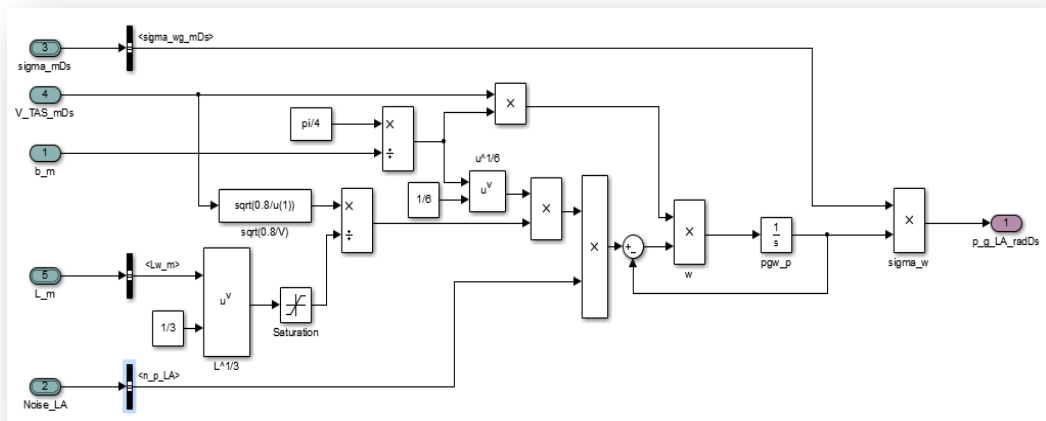 <sigma_wg_mDs>
3
sigma_mDs
4
V_TAS_mDs
×
pi/4
×
÷
1
b_m
u^1/6
1/6
u^v
×
sqrt(0.8/u(1))
sqrt(0.8/V)
×
÷
×
+
-
×
w
1
s
pgw_p
×
sigma_w
1
p_g_LA_radDs
<Lw_m>
5
L_m
u^v
1/3
L^1/3
Saturation
<n_p_LA>
2
Noise_LA